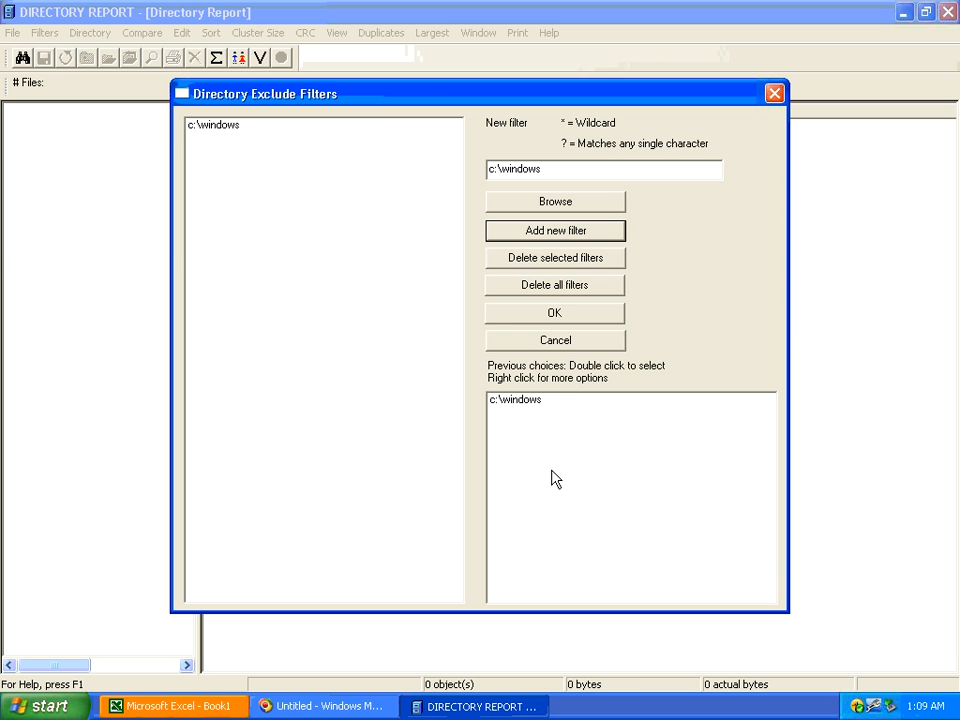 DIRECTORY REPORT - [Directory Report]
File Filters Directory Compare Edit Sort Cluster Size CRC View Duplicates Largest Window Print Help
# Files:
Directory Exclude Filters
c:\windows
New filter * = Wildcard
? = Matches any single character
c:\windows
Browse
Add new filter
Delete selected filters
Delete all filters
OK
Cancel
Previous choices: Double click to select
Right click for more options
c:\windows
For Help, press F1 0 object(s) 0 bytes 0 actual bytes
start Microsoft Excel - Book1 Untitled - Windows M... DIRECTORY REPORT ... 1:09 AM